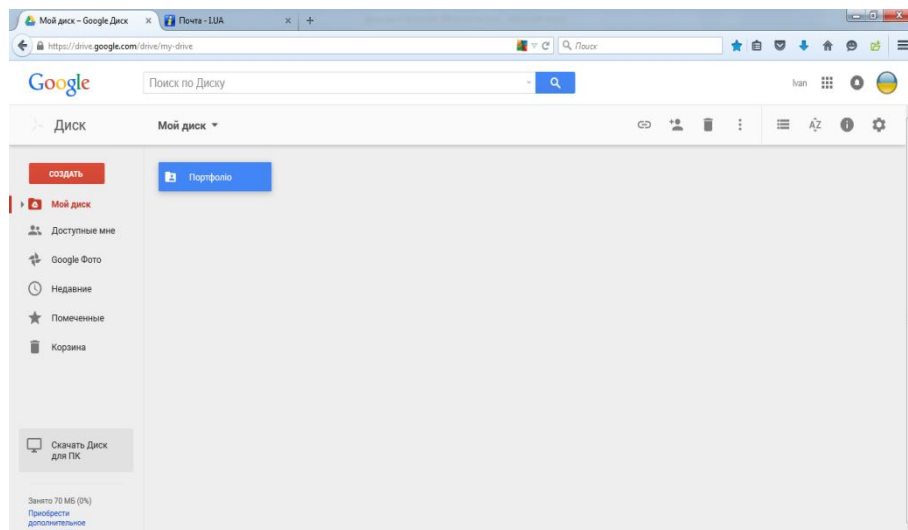 Мой диск – Google Диск
Почта - I.UA
https://drive.google.com/drive/my-drive
Поиск
Google
Поиск по Диску
Ivan
Диск
Мой диск
AZ
СОЗДАТЬ
Портфоліо
Мой диск
Доступные мне
Google Фото
Недавние
Помеченные
Корзина
Скачать Диск
для ПК
Занято 70 МБ (0%)
Приобрести
дополнительное